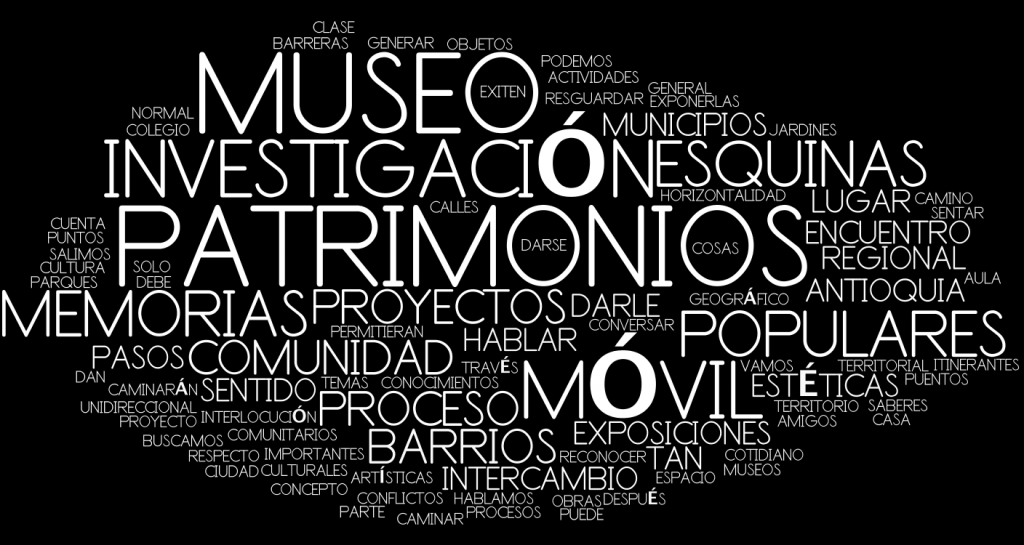 CLASE
BARRERAS GENERAR OBJETOS
MUSEO
EXITEN
PODEMOS
ACTIVIDADES
RESGUARDAR
GENERAL
EXPONERLAS
NORMAL
COLEGIO
MUNICIPIOS
JARDINES
INVESTIGACIÓN
ESQUINAS
HORIZONTALIDAD
LUGAR
CAMINO
SENTAR
CALLES
PATRIMONIOS
DARSE
COSAS
ENCUENTRO
REGIONAL
CUENTA
PUNTOS
SALIMOS
CULTURA
PARQUES
SOLO
DEBE
AULA
ANTIOQUIA
GEOGRÁFICO
MEMORIAS
PROYECTOS
DARLE
CONVERSAR
PERMITIERAN
HABLAR
POPULARES
PASOS
COMUNIDAD
TRAVÉS
MÓVIL
VAMOS
TERRITORIAL
ITINERANTES
PUENTOS
ESTÉTICAS
DAN
CAMINARÁN
SENTIDO
TEMAS
CONOCIMIENTOS
UNIDIRECCIONAL
PROYECTO
INTERLOCUCIÓN
PROCESO
TERRITORIO
SABERES
AMIGOS
CASA
BUSCAMOS
COMUNITARIOS
BARRIOS
EXPOSICIONES
RESPECTO
IMPORTANTES
RECONOCER
TAN
COTIDIANO
MUSEOS
CIUDAD
CULTURALES
ARTÍSTICAS
INTERCAMBIO
ESPACIO
CONCEPTO
CONFLICTOS
HABLAMOS
OBRAS
DESPUÉS
PARTE
CAMINAR
PROCESOS
PUEDE